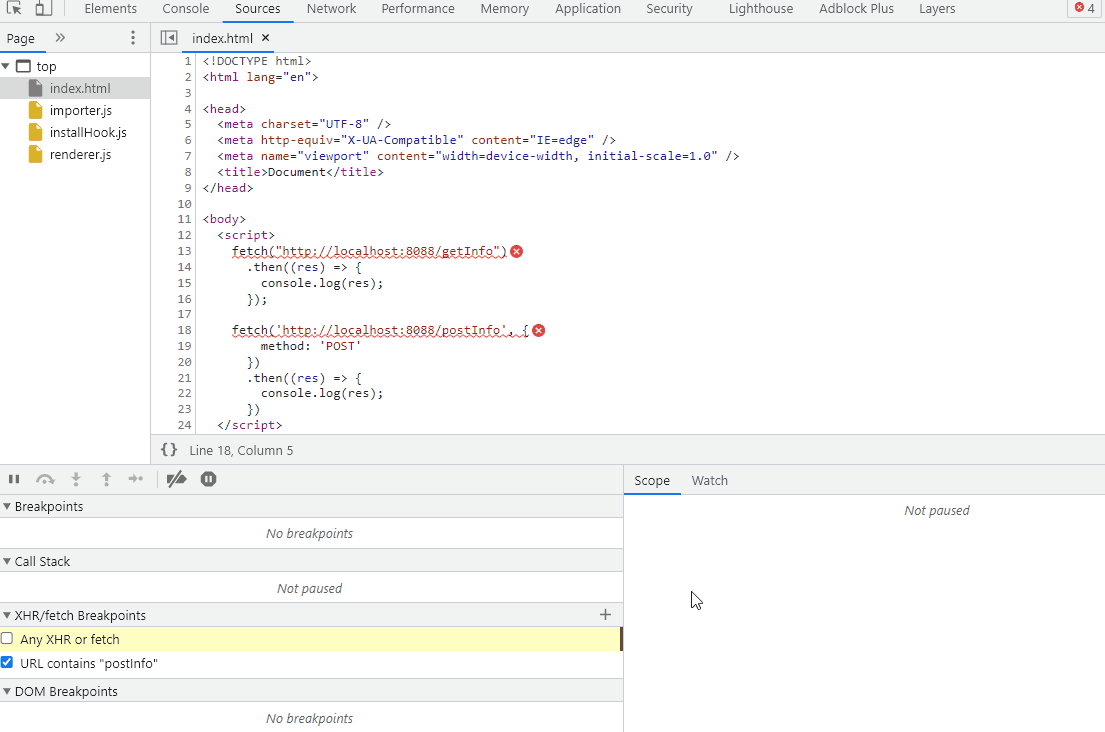 Elements Console Sources Network Performance Memory Application Security Lighthouse Adblock Plus Layers 4
Page index.html
top
index.html
importer.js
installHook.js
renderer.js
1 <!DOCTYPE html>
2 <html lang="en">
3
4 <head>
5 <meta charset="UTF-8" />
6 <meta http-equiv="X-UA-Compatible" content="IE=edge" />
7 <meta name="viewport" content="width=device-width, initial-scale=1.0" />
8 <title>Document</title>
9 </head>
10
11 <body>
12 <script>
13 fetch("http://localhost:8088/getInfo")
14 .then((res) => {
15 console.log(res);
16 });
17
18 fetch('http://localhost:8088/postInfo', {
19 method: 'POST'
20 })
21 .then((res) => {
22 console.log(res);
23 })
24 </script>
{} Line 18, Column 5
Breakpoints
No breakpoints
Call Stack
Not paused
XHR/fetch Breakpoints
Any XHR or fetch
URL contains "postInfo"
DOM Breakpoints
No breakpoints
Scope Watch
Not paused